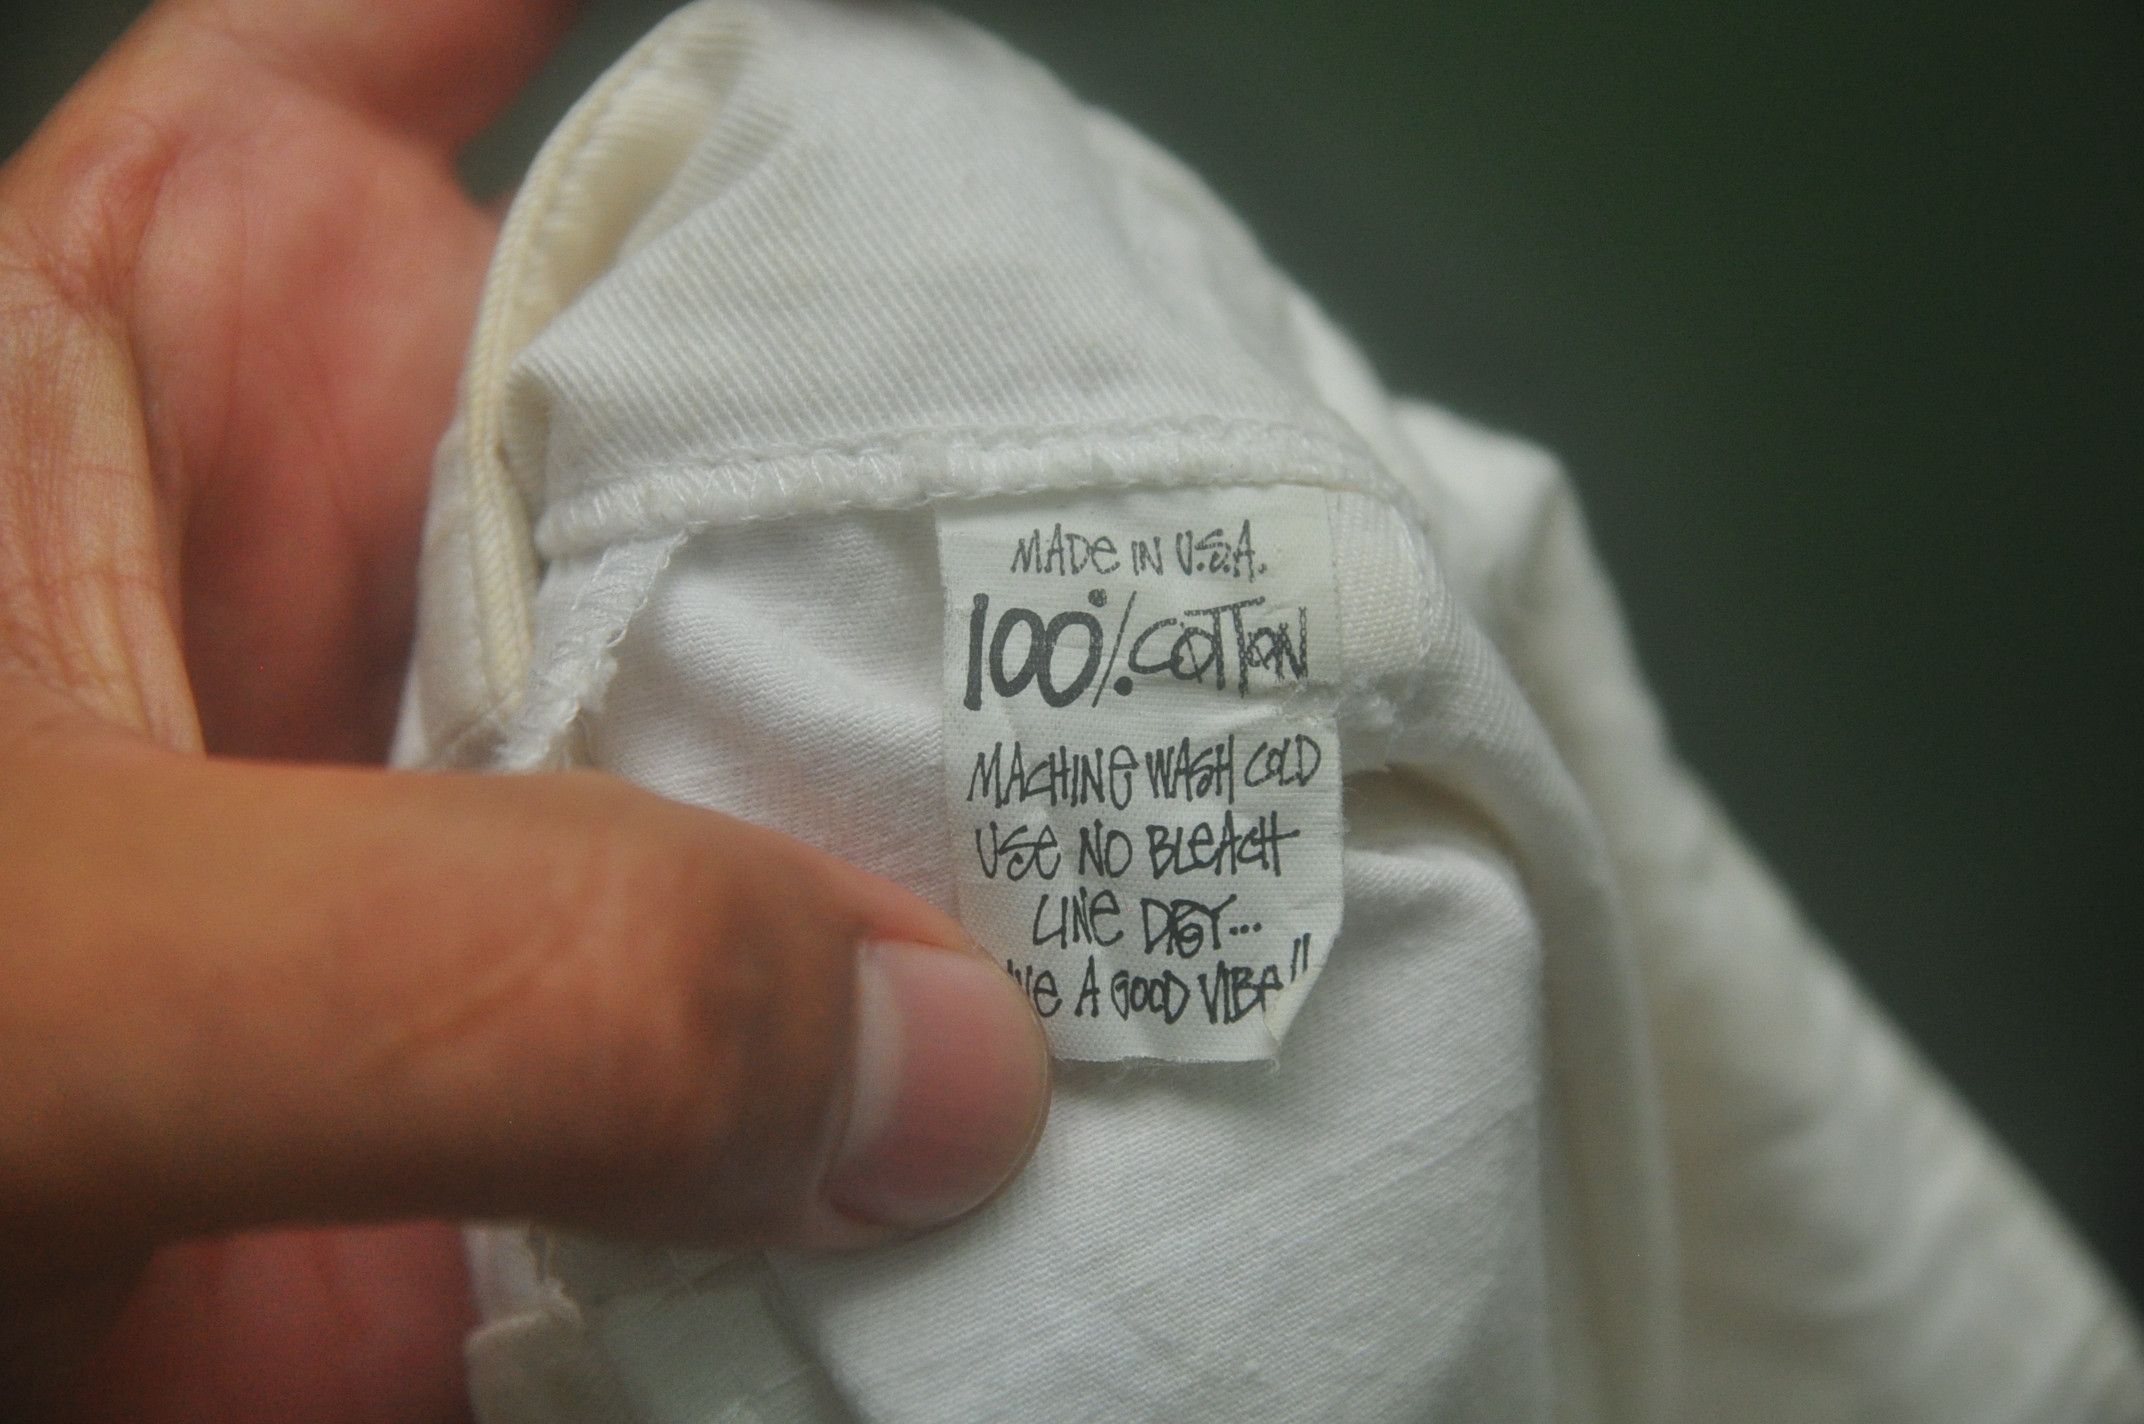 MADE IN U.S.A.
100% COTTON
MACHINE WASH COLD
USE NO BLEACH
LINE DRY...
A GOOD VIBE!!